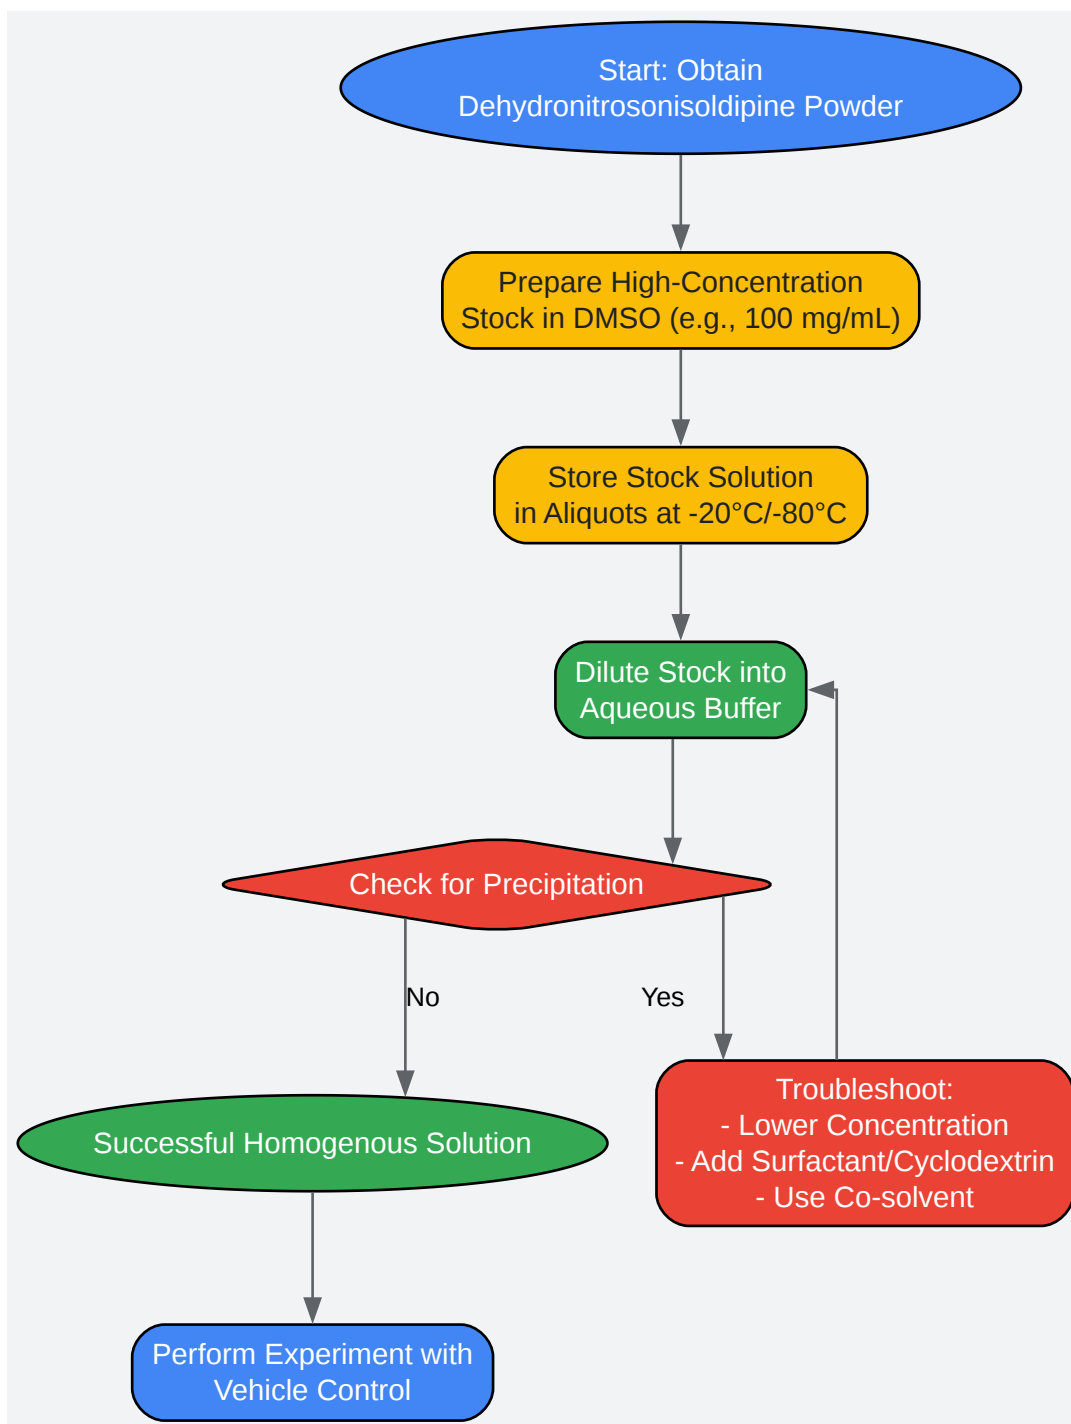 Start: Obtain
Dehydronitrosonisoldipine Powder
Prepare High-Concentration
Stock in DMSO (e.g., 100 mg/mL)
Store Stock Solution
in Aliquots at -20°C/-80°C
Dilute Stock into
Aqueous Buffer
Check for Precipitation
No
Yes
Troubleshoot:
- Lower Concentration
- Add Surfactant/Cyclodextrin
- Use Co-solvent
Successful Homogenous Solution
Perform Experiment with
Vehicle Control